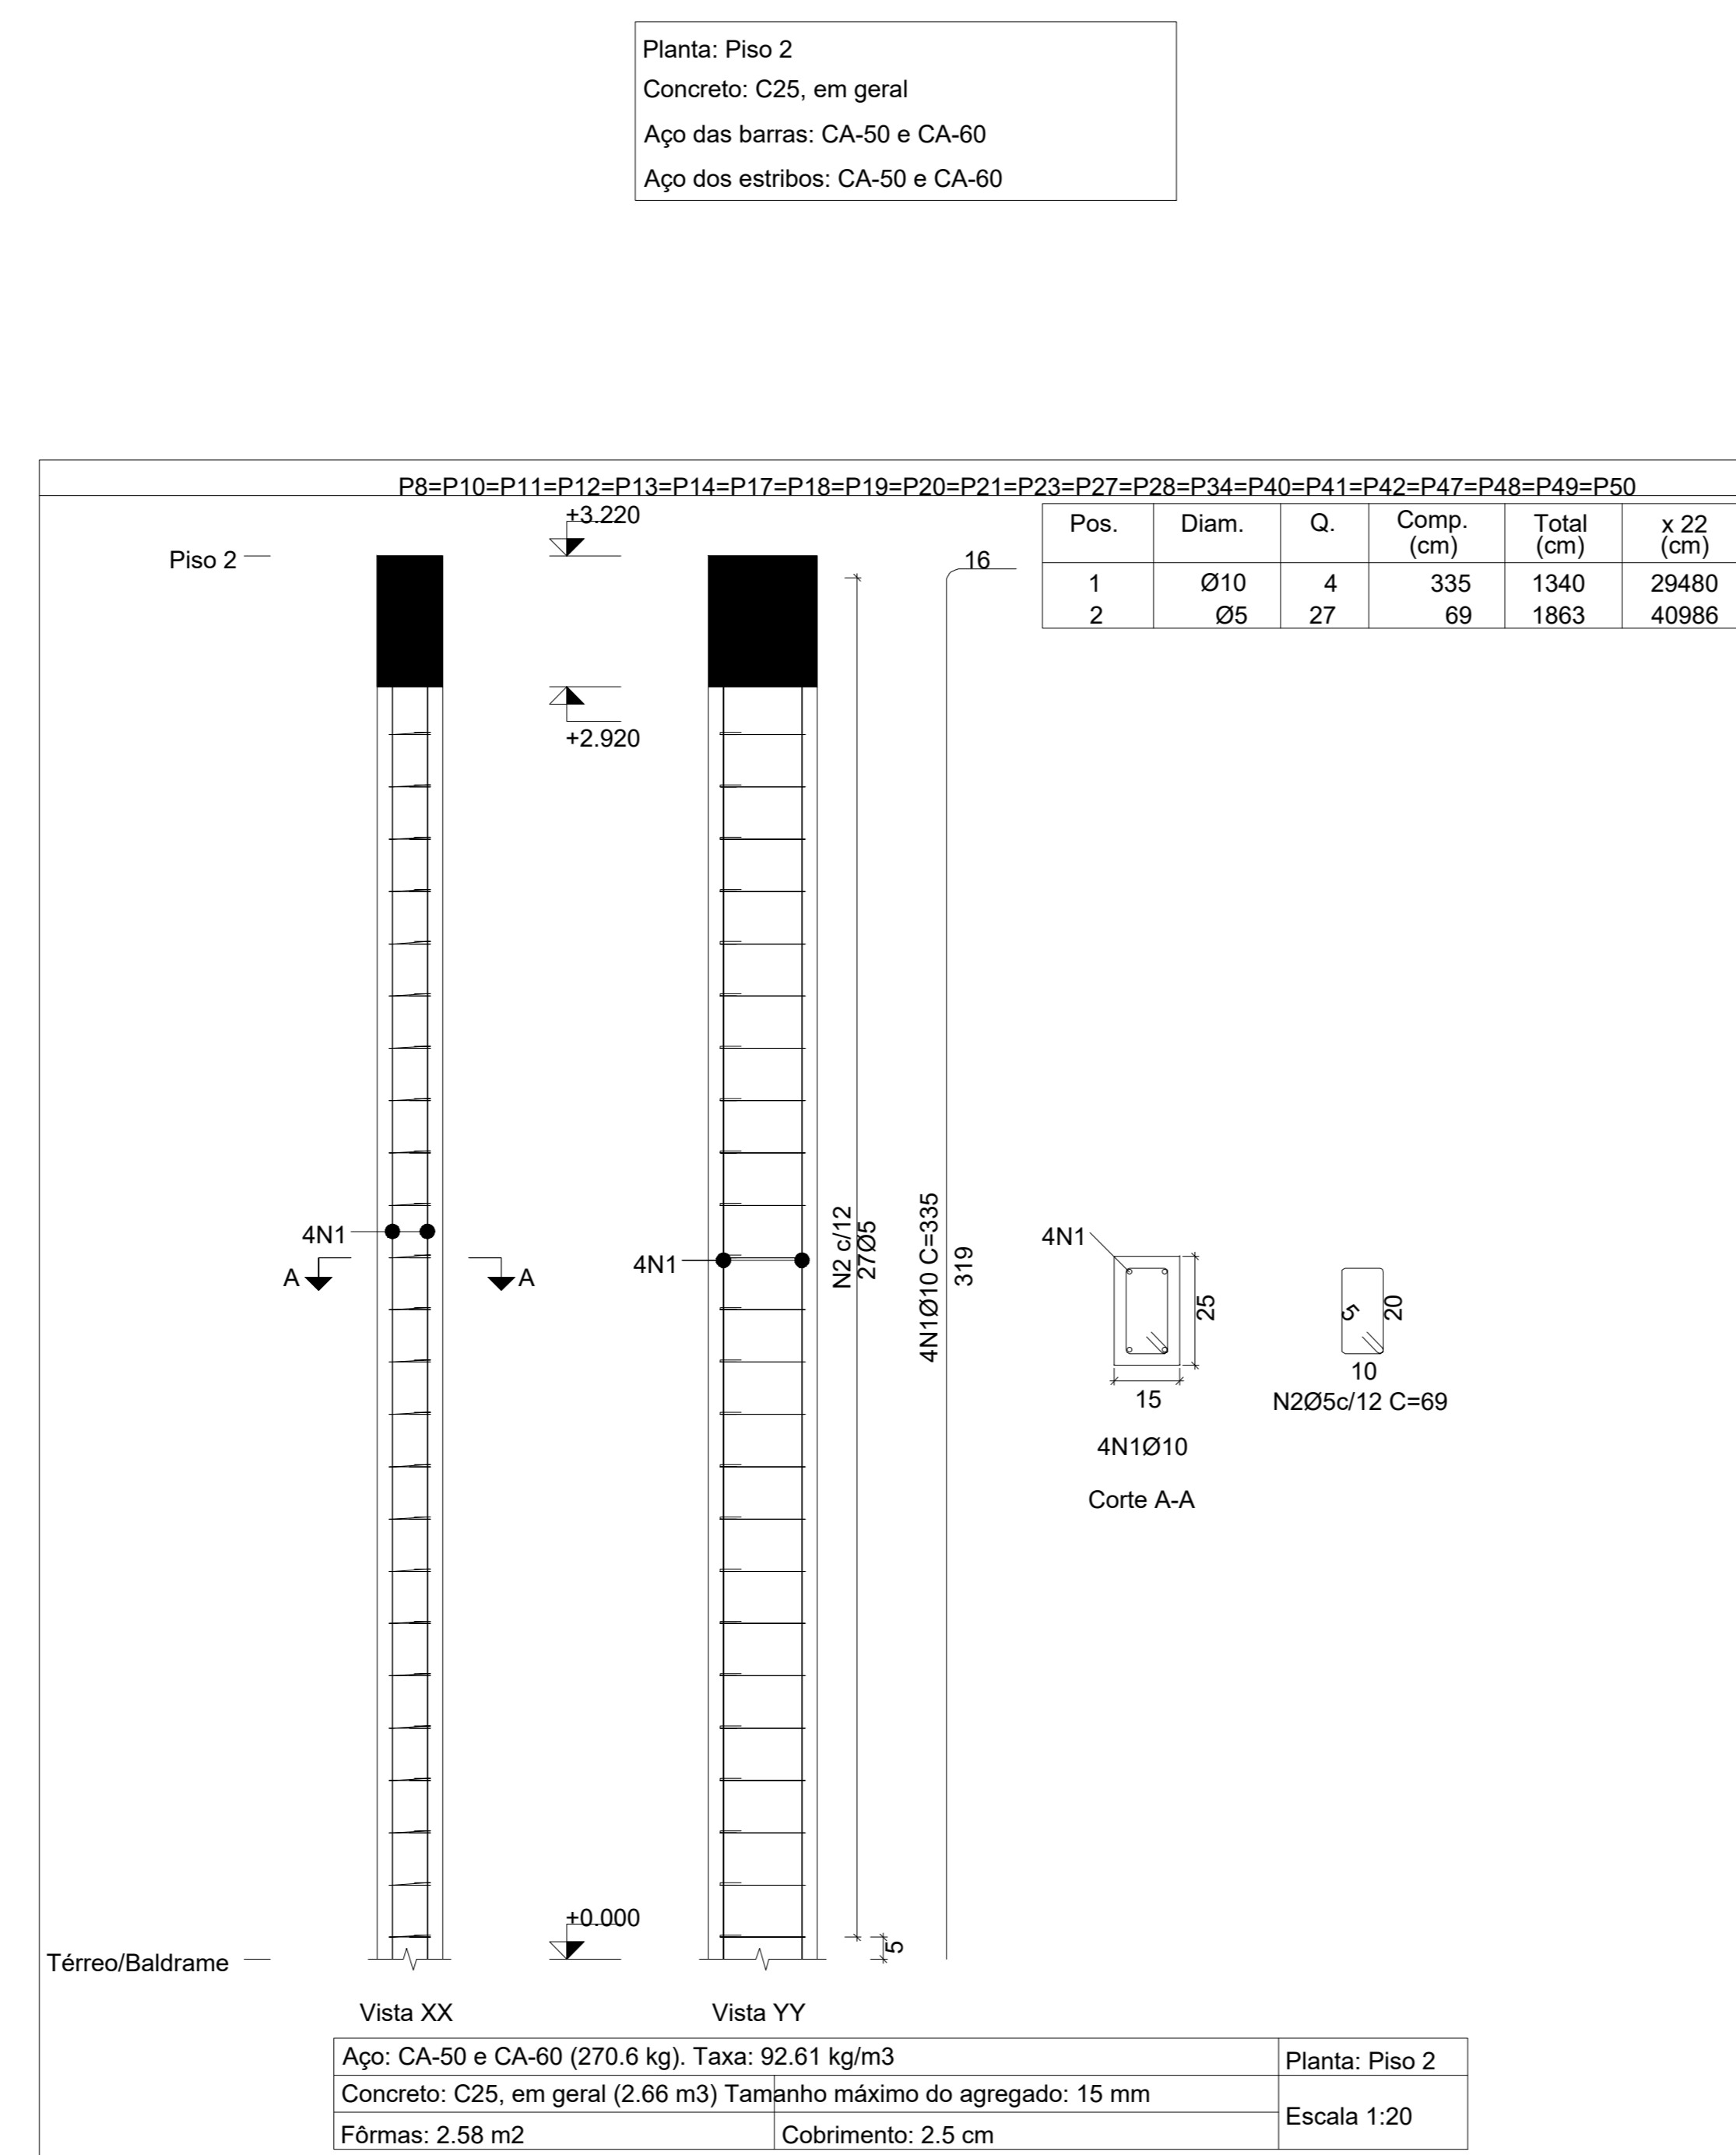 Planta: Piso 2
Concreto: C25, em geral
Aço das barras: CA-50 e CA-60
Aço dos estribos: CA-50 e CA-60
P8=P10=P11=P12=P13=P14=P17=P18=P19=P20=P21=P23=P27=P28=P34=P40=P41=P42=P47=P48=P49=P50
Pos. Diam. Q. Comp. (cm) Total (cm) x 22 (cm)
1 Ø10 4 335 1340 29480
2 Ø5 27 69 1863 40986
Piso 2
+3.220
+2.920
16
4N1
A A
4N1
N2 c/12
27Ø5
4N1Ø10 C=335
319
4N1
25
15
4N1Ø10
Corte A-A
5
20
10
N2Ø5c/12 C=69
+0.000
5
Térreo/Baldrame
Vista XX
Vista YY
Aço: CA-50 e CA-60 (270.6 kg). Taxa: 92.61 kg/m3
Planta: Piso 2
Concreto: C25, em geral (2.66 m3) Tamanho máximo do agregado: 15 mm
Escala 1:20
Fôrmas: 2.58 m2
Cobrimento: 2.5 cm